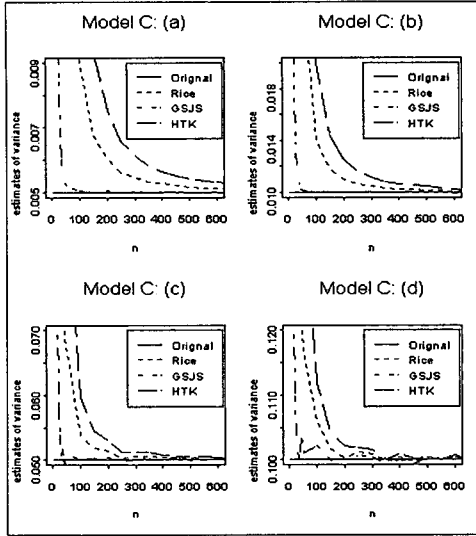 Model C: (a)
estimates of variance
0.005 0.007 0.009
Orignal
Rice
GSJS
HTK
0 100 200 300 400 500 600
n
Model C: (b)
estimates of variance
0.010 0.014 0.018
Orignal
Rice
GSJS
HTK
0 100 200 300 400 500 600
n
Model C: (c)
estimates of variance
0.050 0.060 0.070
Orignal
Rice
GSJS
HTK
0 100 200 300 400 500 600
n
Model C: (d)
estimates of variance
0.100 0.110 0.120
Orignal
Rice
GSJS
HTK
0 100 200 300 400 500 600
n